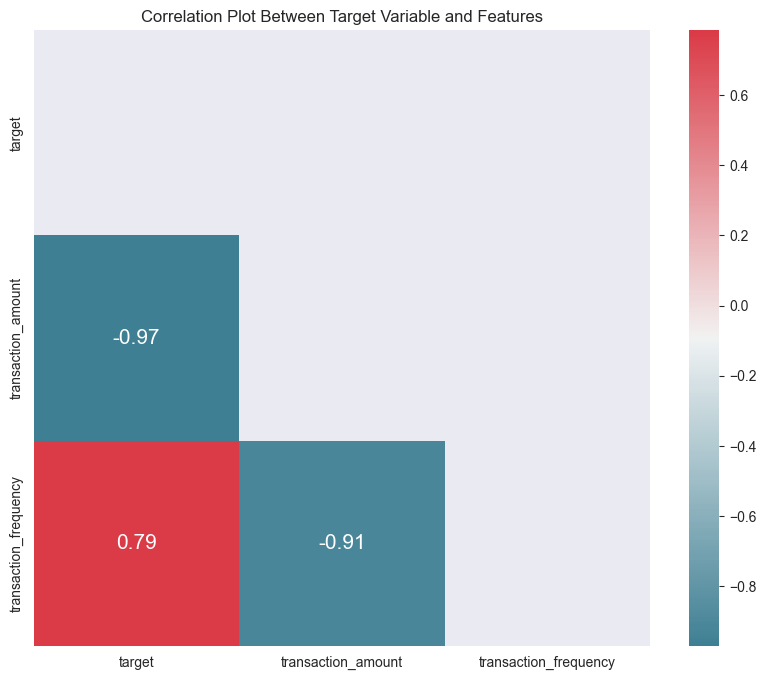 Correlation Plot Between Target Variable and Features
target
transaction_amount
transaction_frequency
-0.97
0.79
-0.91
target
transaction_amount
transaction_frequency
0.6
0.4
0.2
0.0
−0.2
−0.4
−0.6
−0.8